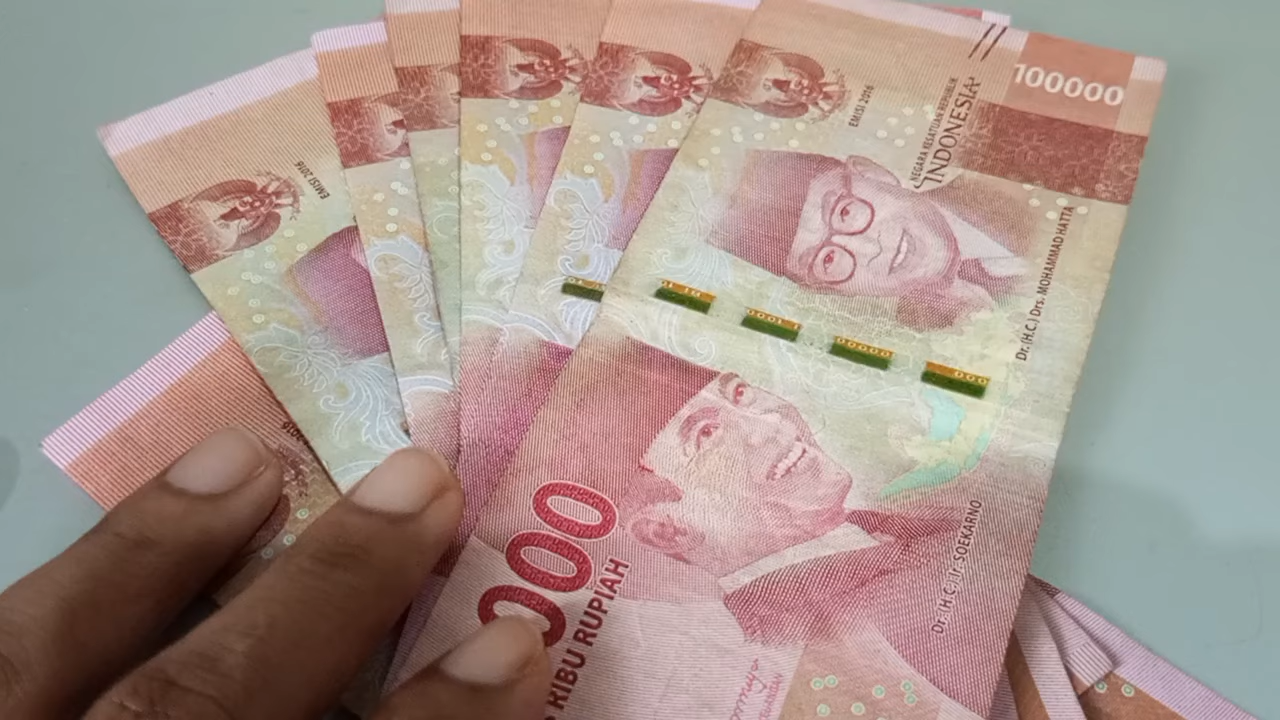 100000
NEGARA KESATUAN REPUBLIK
INDONESIA
EMISI 2016
Dr. (H.C.) Drs. MOHAMMAD HATTA
Dr. (H.C.) Ir. SOEKARNO
000
RIBU RUPIAH
EMISI 2016